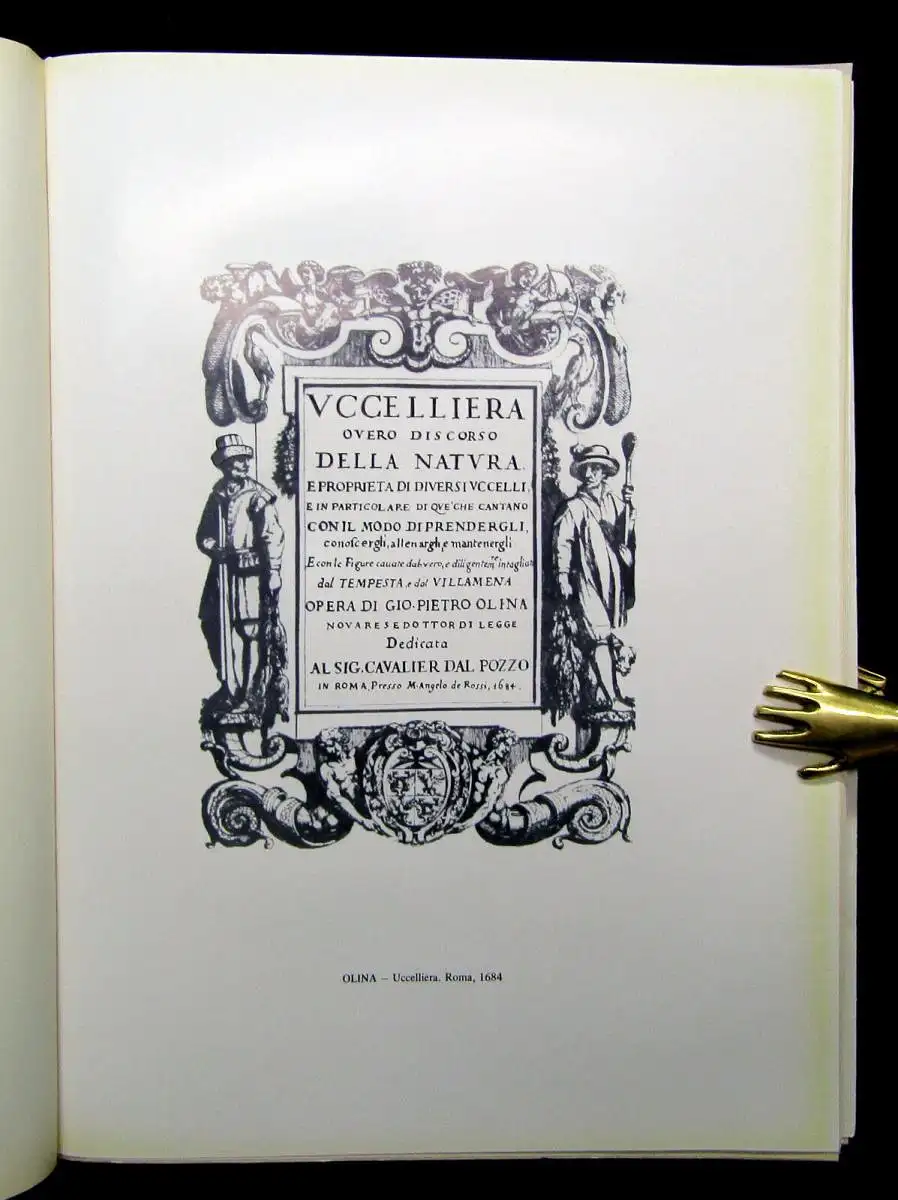 VCCELLIERA
OVERO DISCORSO
DELLA NATVRA.
E PROPRIETA DI DIVERSI VCCELLI,
E IN PARTICOLARE DI QVE' CHE CANTANO
CON IL MODO DI PRENDERGLI,
conoscergli, allevargli, e mantenergli
E con le Figure cavate dal vero, e diligentem.te intagliate
dal TEMPESTA, e dal VILLAMENA
OPERA DI GIO. PIETRO OLINA
NOVARESE DOTTOR DI LEGGE
Dedicata
AL SIG. CAVALIER DAL POZZO
IN ROMA, Presso M. Angelo de Rossi, 1684.
OLINA – Uccelliera. Roma, 1684